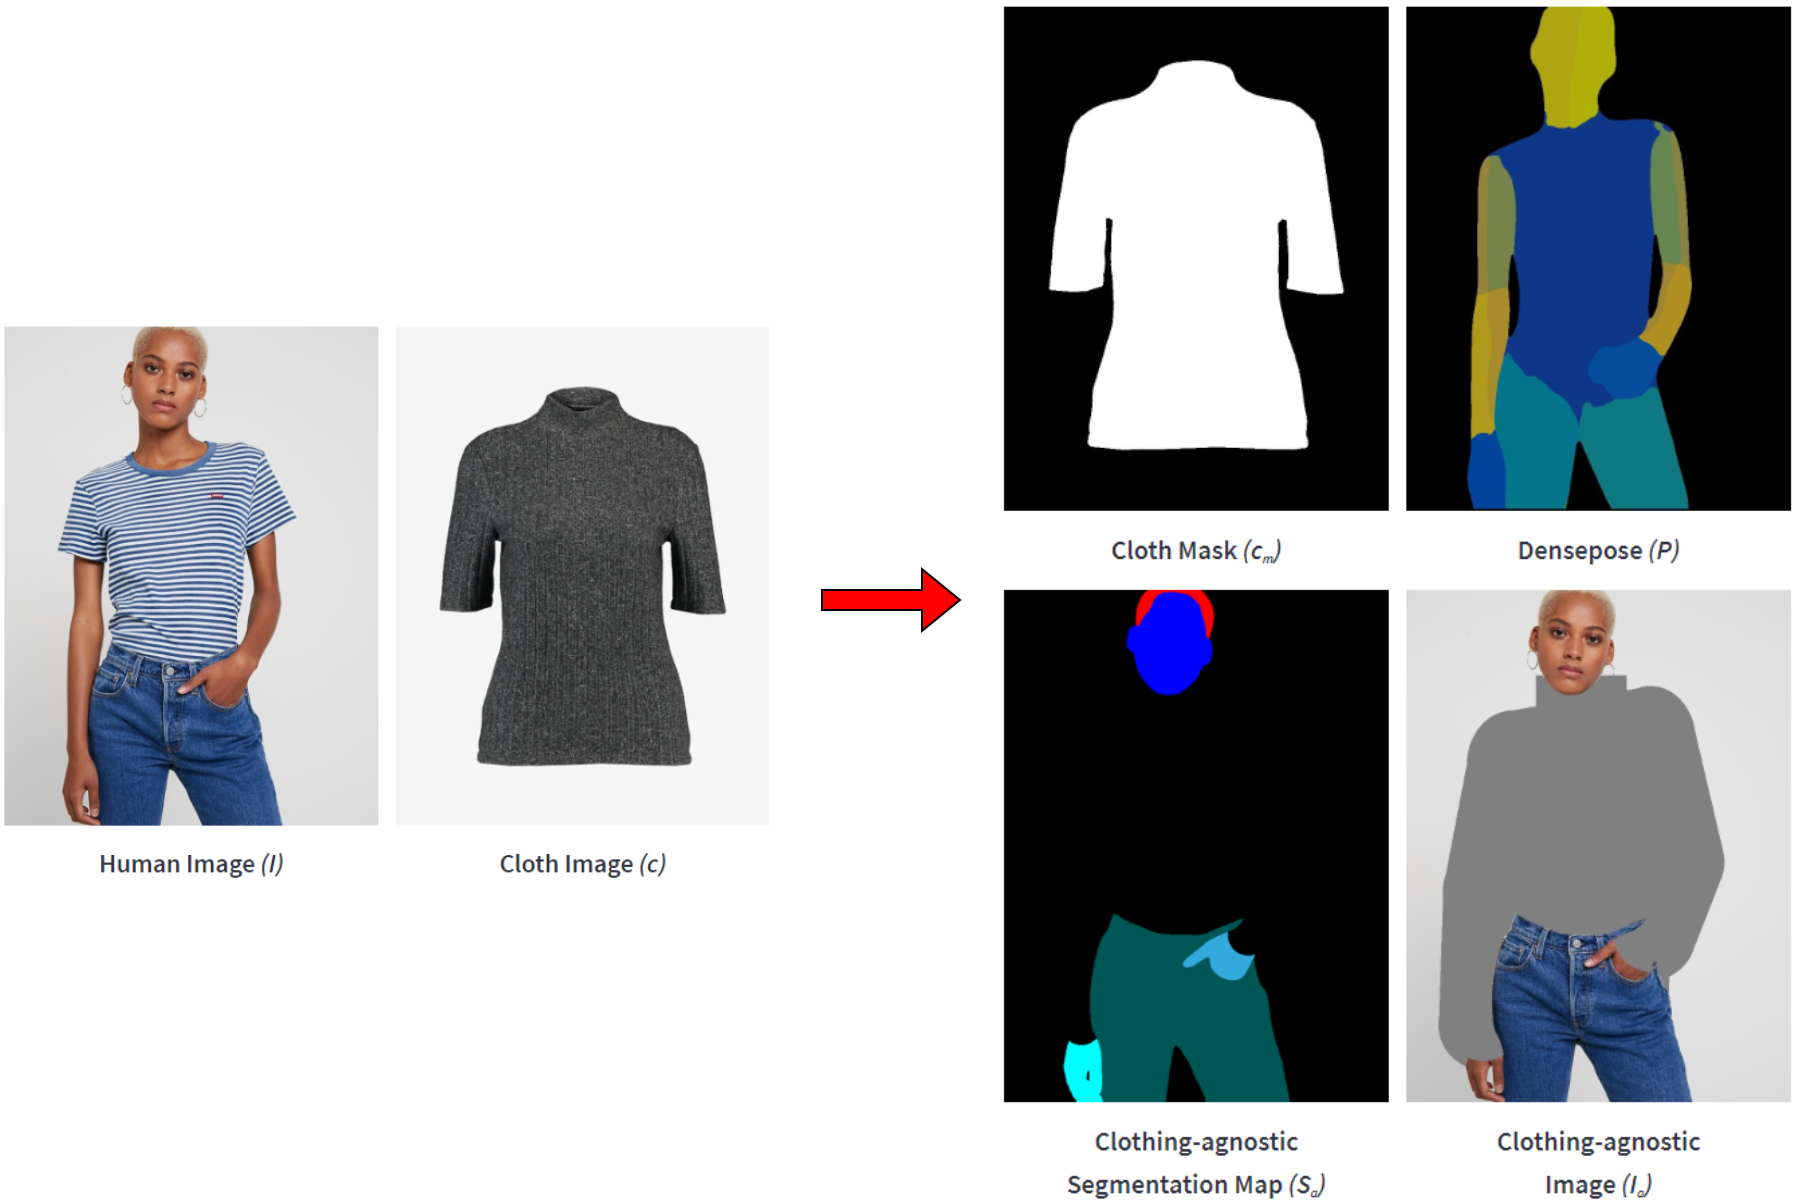 Cloth Mask (cm)
Densepose (P)
Human Image (I)
Cloth Image (c)
Clothing-agnostic
Segmentation Map (Sa)
Clothing-agnostic
Image (Ia)